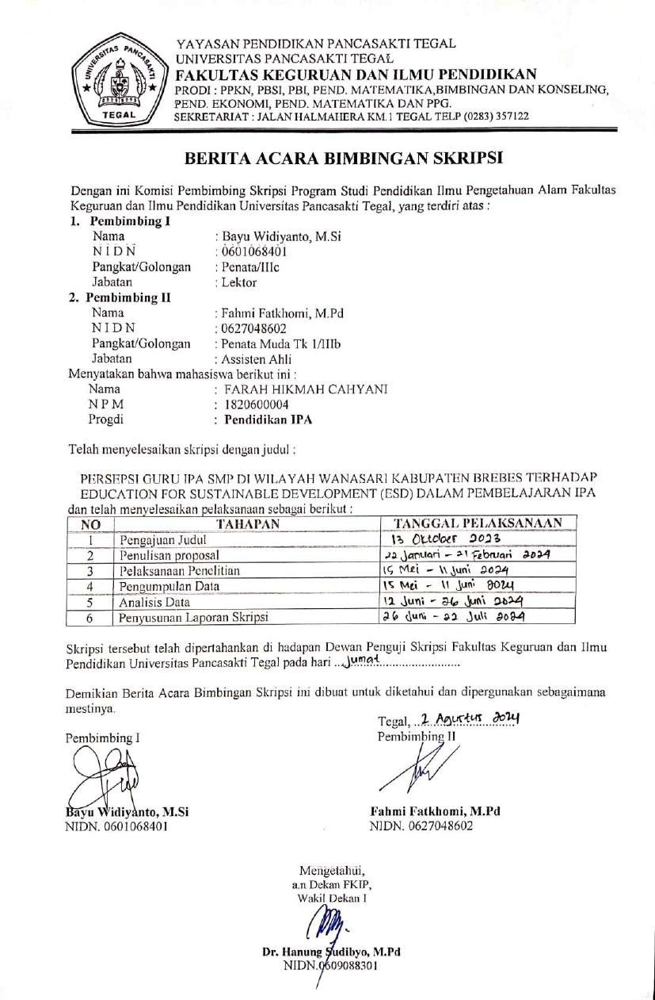 UNIVERSITAS PANCASAKTI
TEGAL
YAYASAN PENDIDIKAN PANCASAKTI TEGAL
UNIVERSITAS PANCASAKTI TEGAL
FAKULTAS KEGURUAN DAN ILMU PENDIDIKAN
PRODI : PPKN, PBSI, PBI, PEND. MATEMATIKA,BIMBINGAN DAN KONSELING,
PEND. EKONOMI, PEND. MATEMATIKA DAN PPG.
SEKRETARIAT : JALAN HALMAHERA KM.1 TEGAL TELP (0283) 357122
BERITA ACARA BIMBINGAN SKRIPSI
Dengan ini Komisi Pembimbing Skripsi Program Studi Pendidikan Ilmu Pengetahuan Alam Fakultas
Keguruan dan Ilmu Pendidikan Universitas Pancasakti Tegal, yang terdiri atas :
1. Pembimbing I
Nama : Bayu Widiyanto, M.Si
N I D N : 0601068401
Pangkat/Golongan : Penata/IIIc
Jabatan : Lektor
2. Pembimbing II
Nama : Fahmi Fatkhomi, M.Pd
N I D N : 0627048602
Pangkat/Golongan : Penata Muda Tk 1/IIIb
Jabatan : Assisten Ahli
Menyatakan bahwa mahasiswa berikut ini :
Nama : FARAH HIKMAH CAHYANI
N P M : 1820600004
Progdi : Pendidikan IPA
Telah menyelesaikan skripsi dengan judul :
PERSEPSI GURU IPA SMP DI WILAYAH WANASARI KABUPATEN BREBES TERHADAP
EDUCATION FOR SUSTAINABLE DEVELOPMENT (ESD) DALAM PEMBELAJARAN IPA
dan telah menyelesaikan pelaksanaan sebagai berikut :
NO TAHAPAN TANGGAL PELAKSANAAN
1 Pengajuan Judul 13 Oktober 2023
2 Penulisan proposal 22 Januari - 21 Februari 2024
3 Pelaksanaan Penelitian 15 Mei - 11 Juni 2024
4 Pengumpulan Data 15 Mei - 11 Juni 2024
5 Analisis Data 12 Juni - 26 Juni 2024
6 Penyusunan Laporan Skripsi 26 Juni - 22 Juli 2024
Skripsi tersebut telah dipertahankan di hadapan Dewan Penguji Skripsi Fakultas Keguruan dan Ilmu
Pendidikan Universitas Pancasakti Tegal pada hari ...Jumat.........................
Demikian Berita Acara Bimbingan Skripsi ini dibuat untuk diketahui dan dipergunakan sebagaimana
mestinya.
Tegal, ..2 Agustus 2024
Pembimbing I
Pembimbing II
Bayu Widiyanto, M.Si
NIDN. 0601068401
Fahmi Fatkhomi, M.Pd
NIDN. 0627048602
Mengetahui,
a.n Dekan FKIP,
Wakil Dekan I
Dr. Hanung Sudibyo, M.Pd
NIDN.0609088301